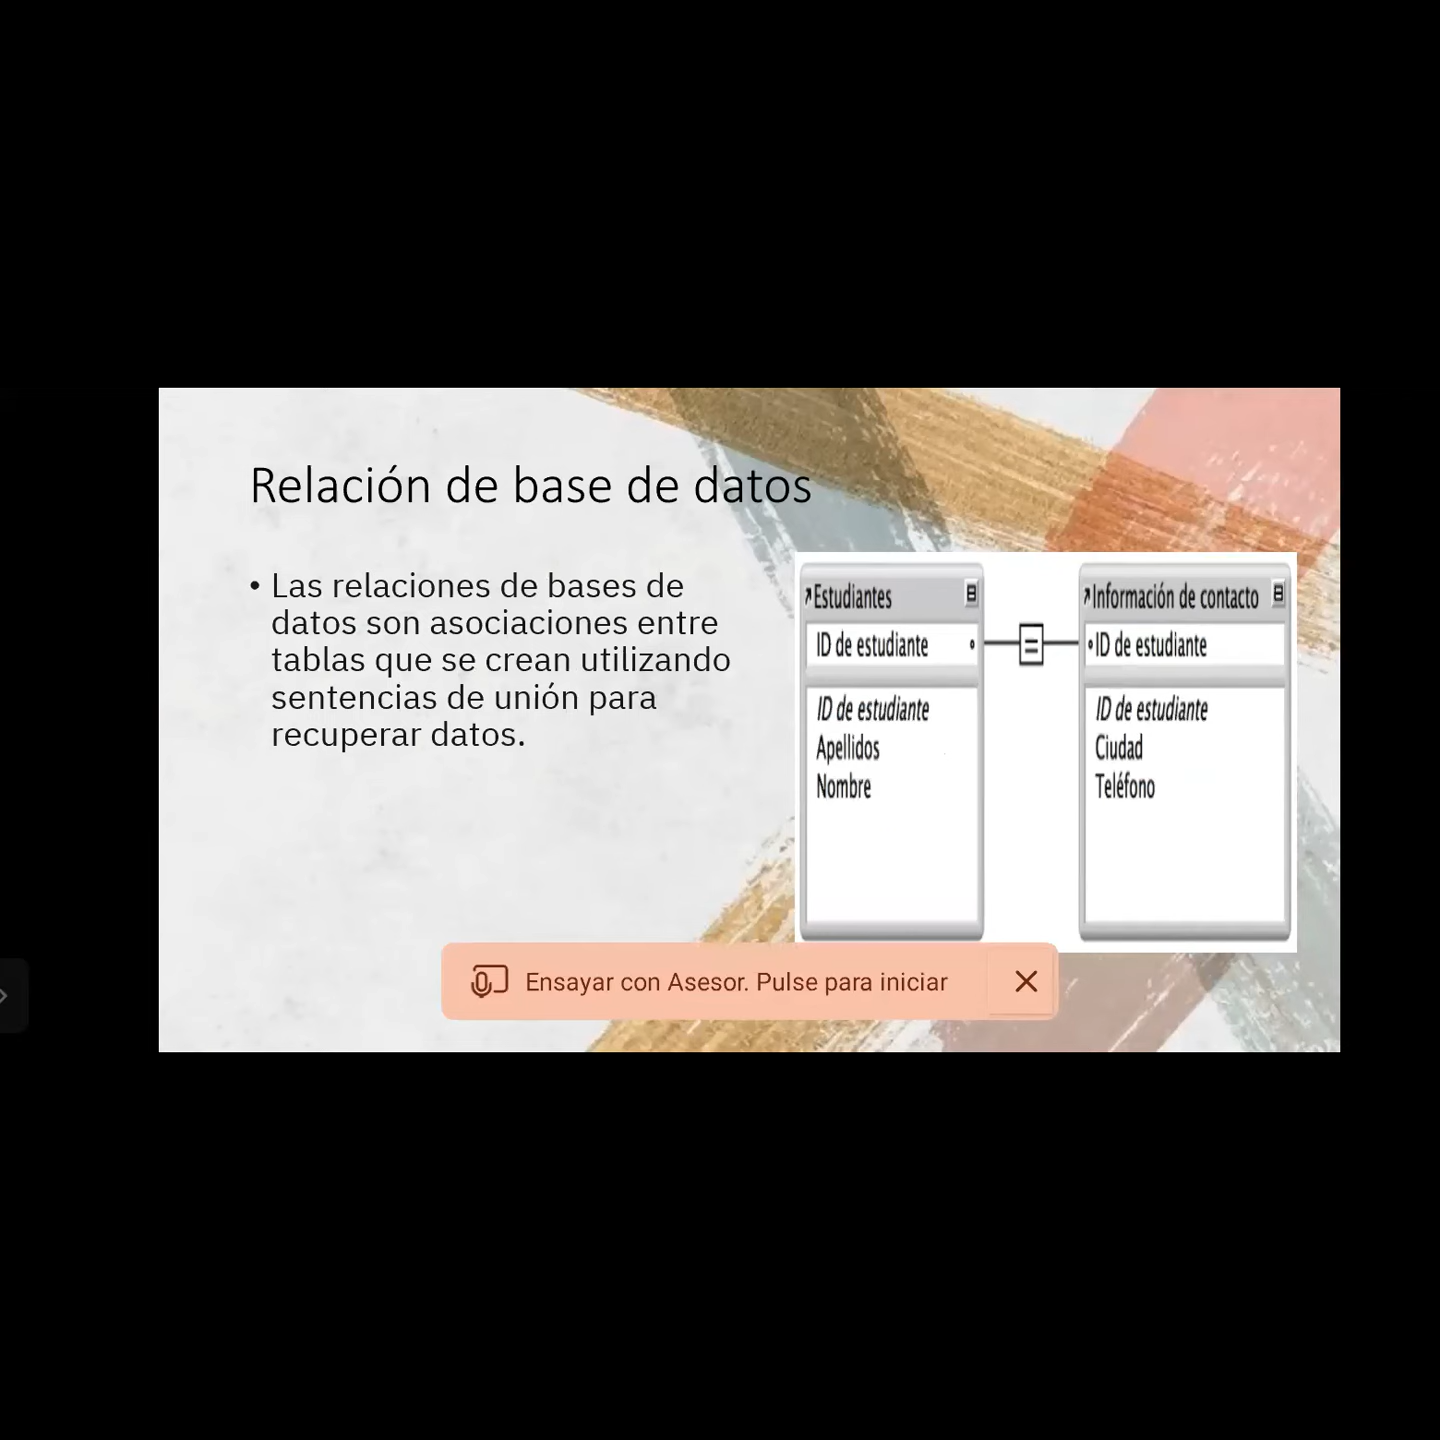 Relación de base de datos
• Las relaciones de bases de
datos son asociaciones entre
tablas que se crean utilizando
sentencias de unión para
recuperar datos.
Estudiantes
ID de estudiante
ID de estudiante
Apellidos
Nombre
=
Información de contacto
ID de estudiante
ID de estudiante
Ciudad
Teléfono
Ensayar con Asesor. Pulse para iniciar